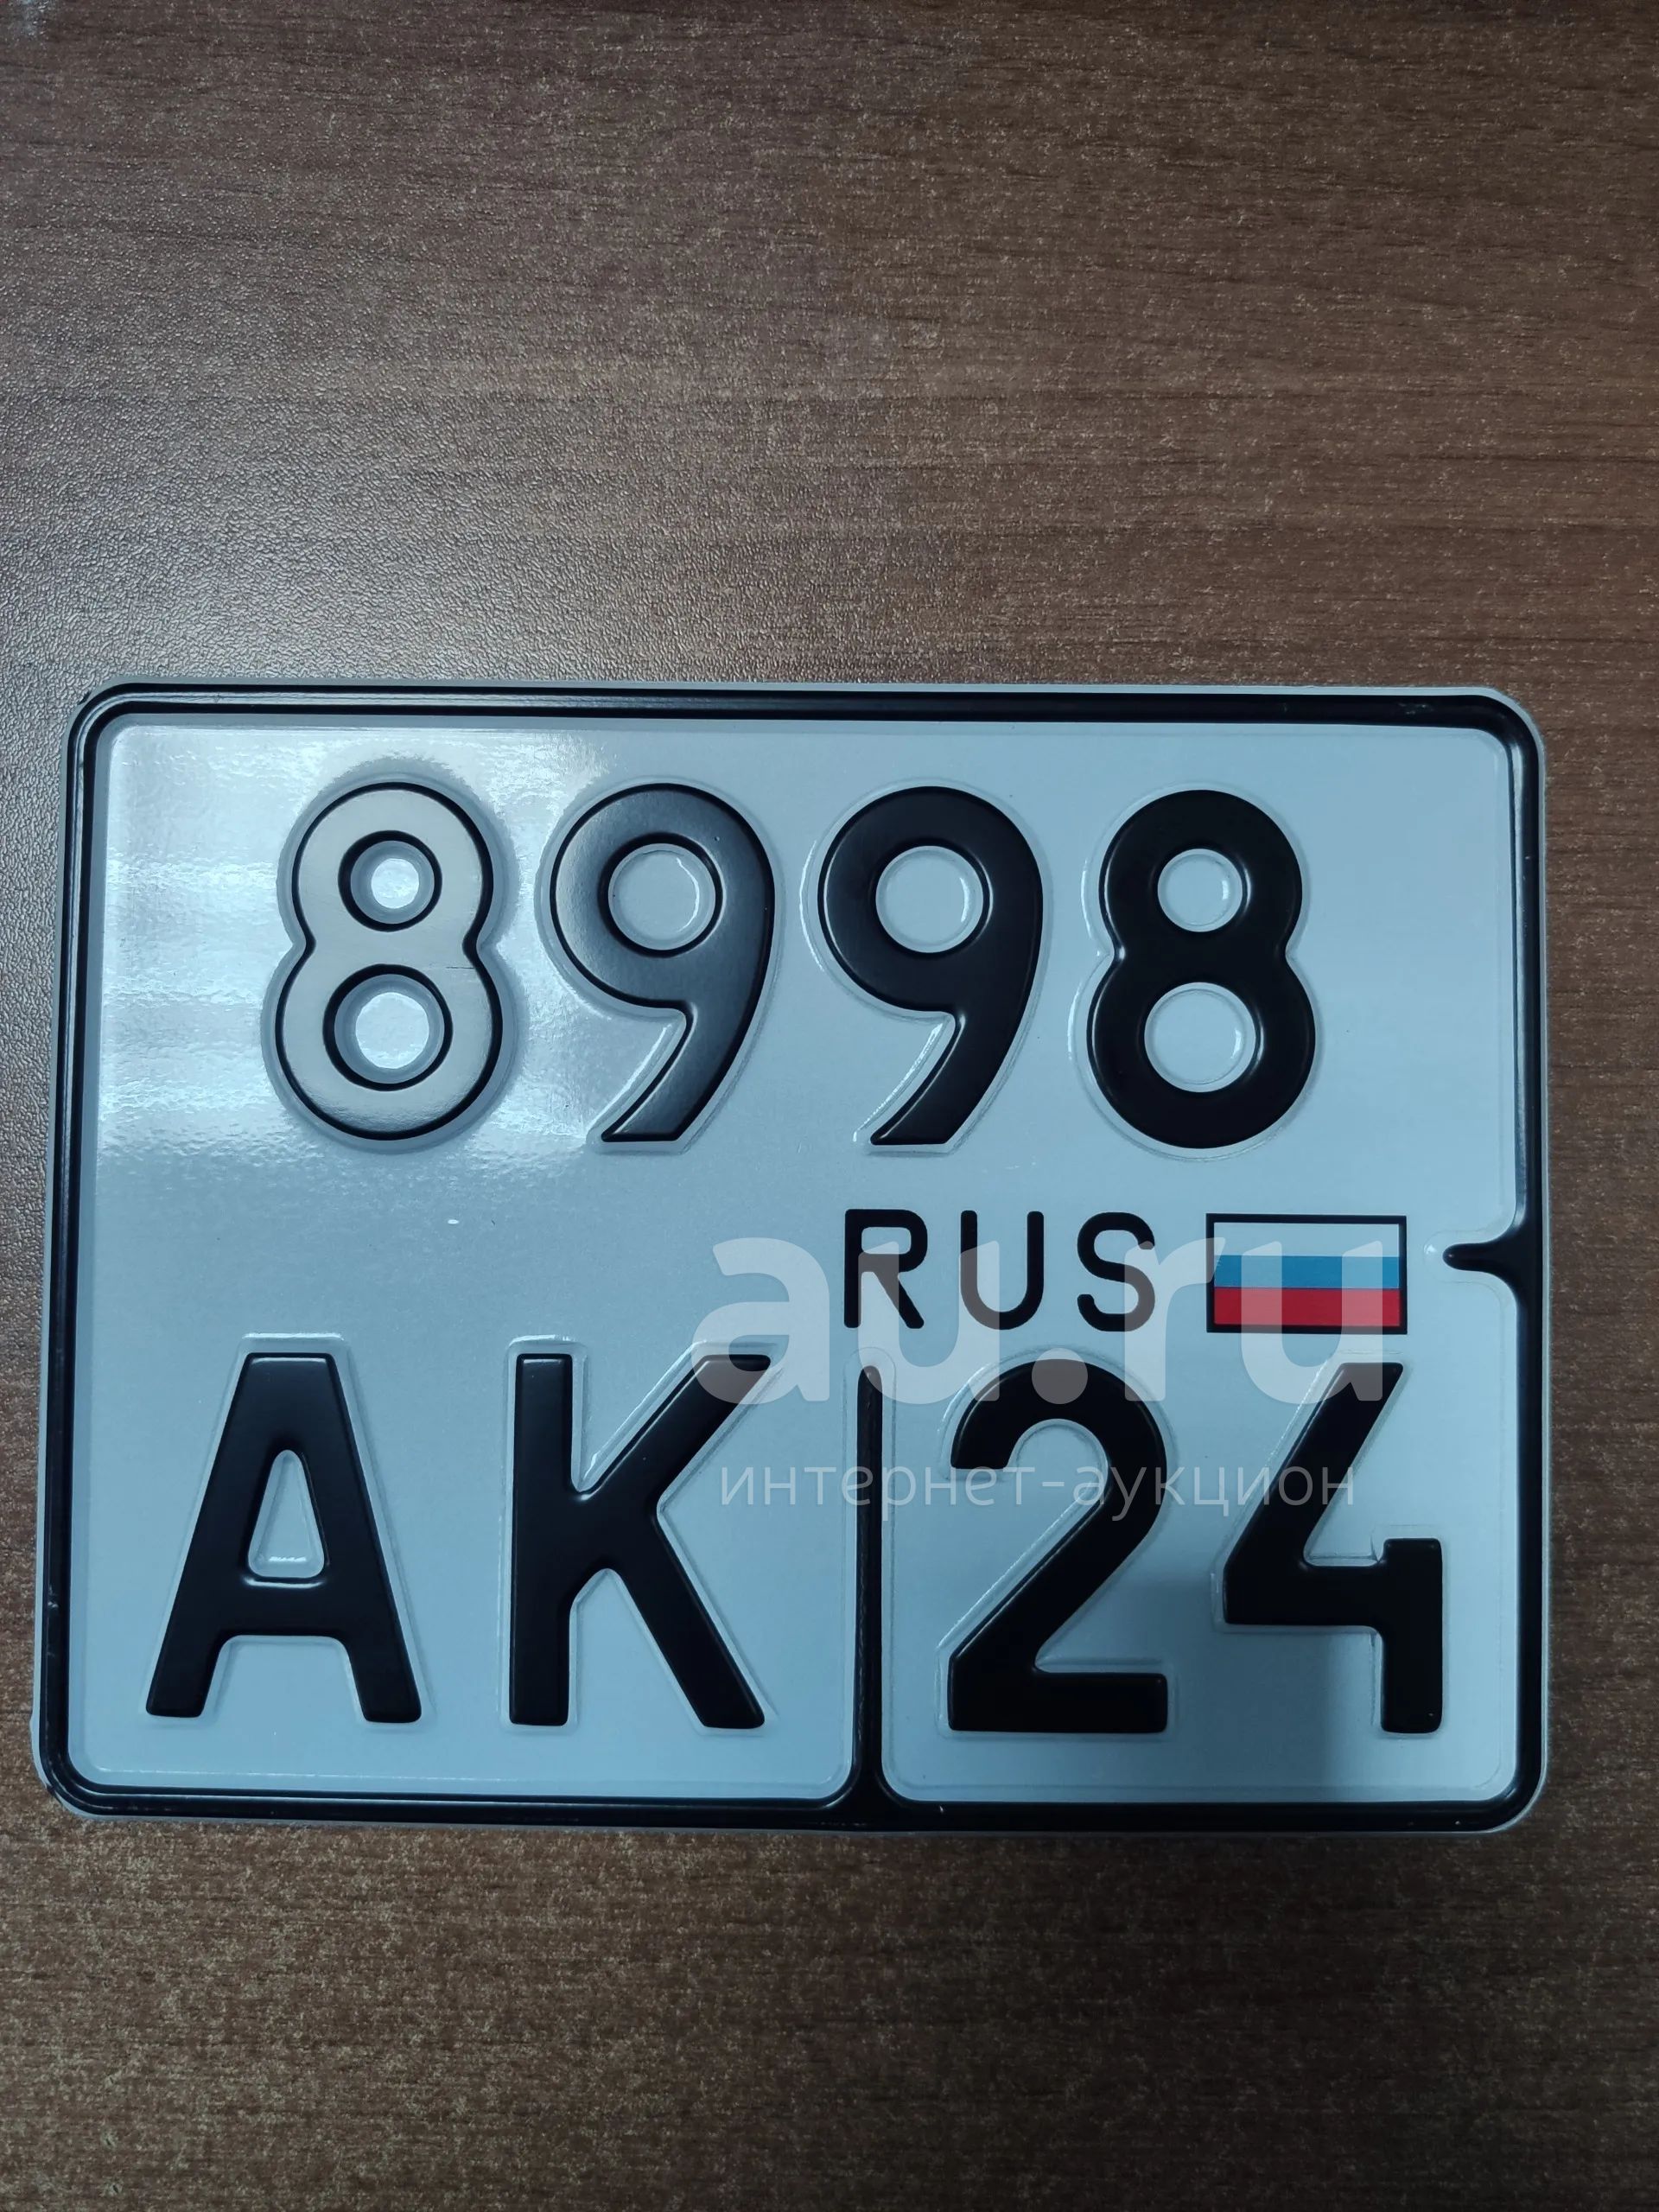 8998
RUS
АК 24
au.ru
интернет-аукцион